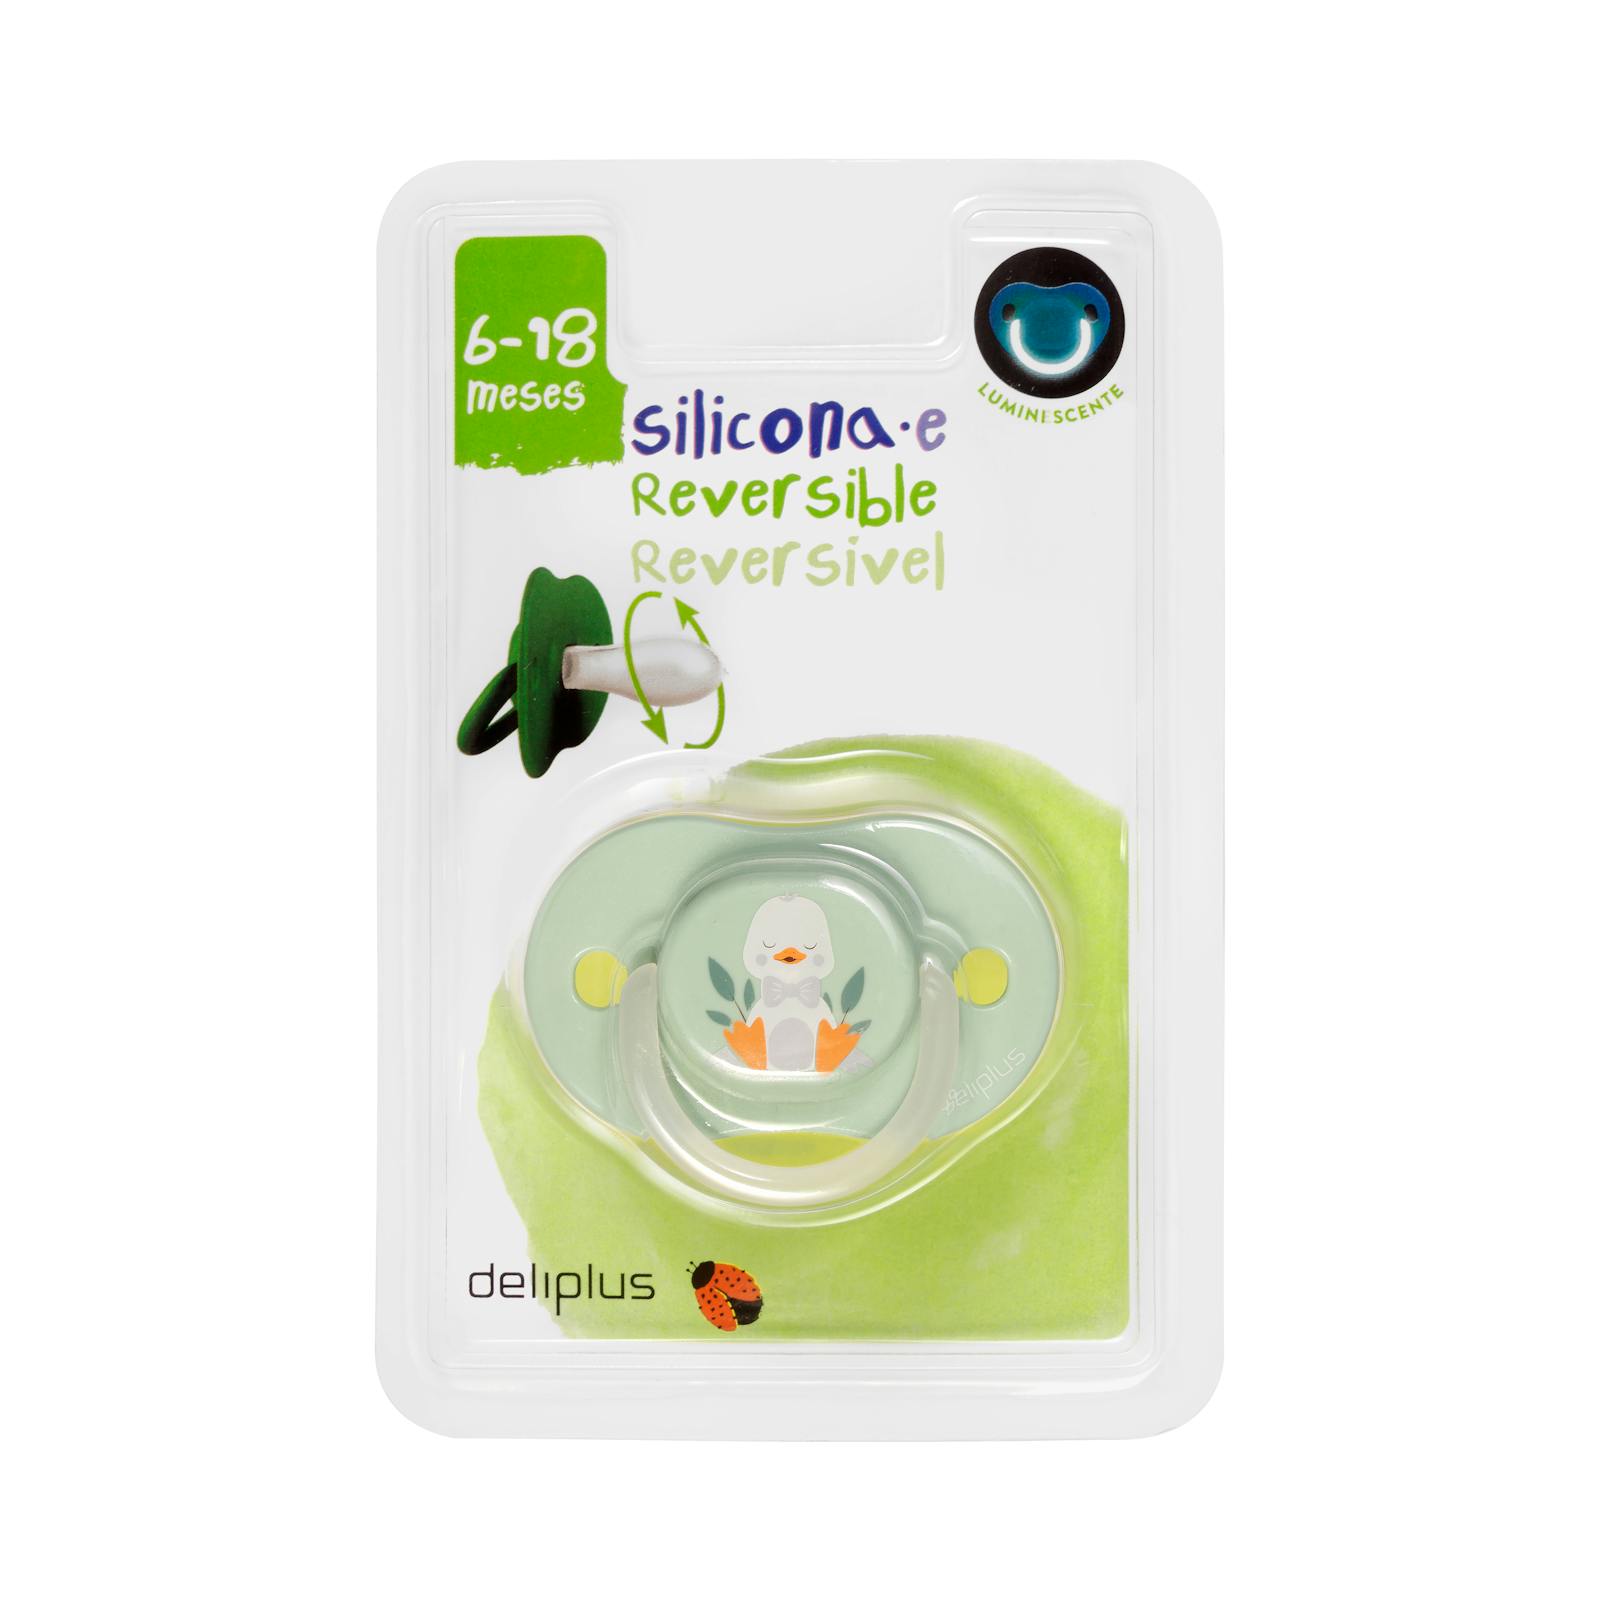 6-18
meses
LUMINESCENTE
silicona·e
Reversible
Reversivel
deliplus
deliplus